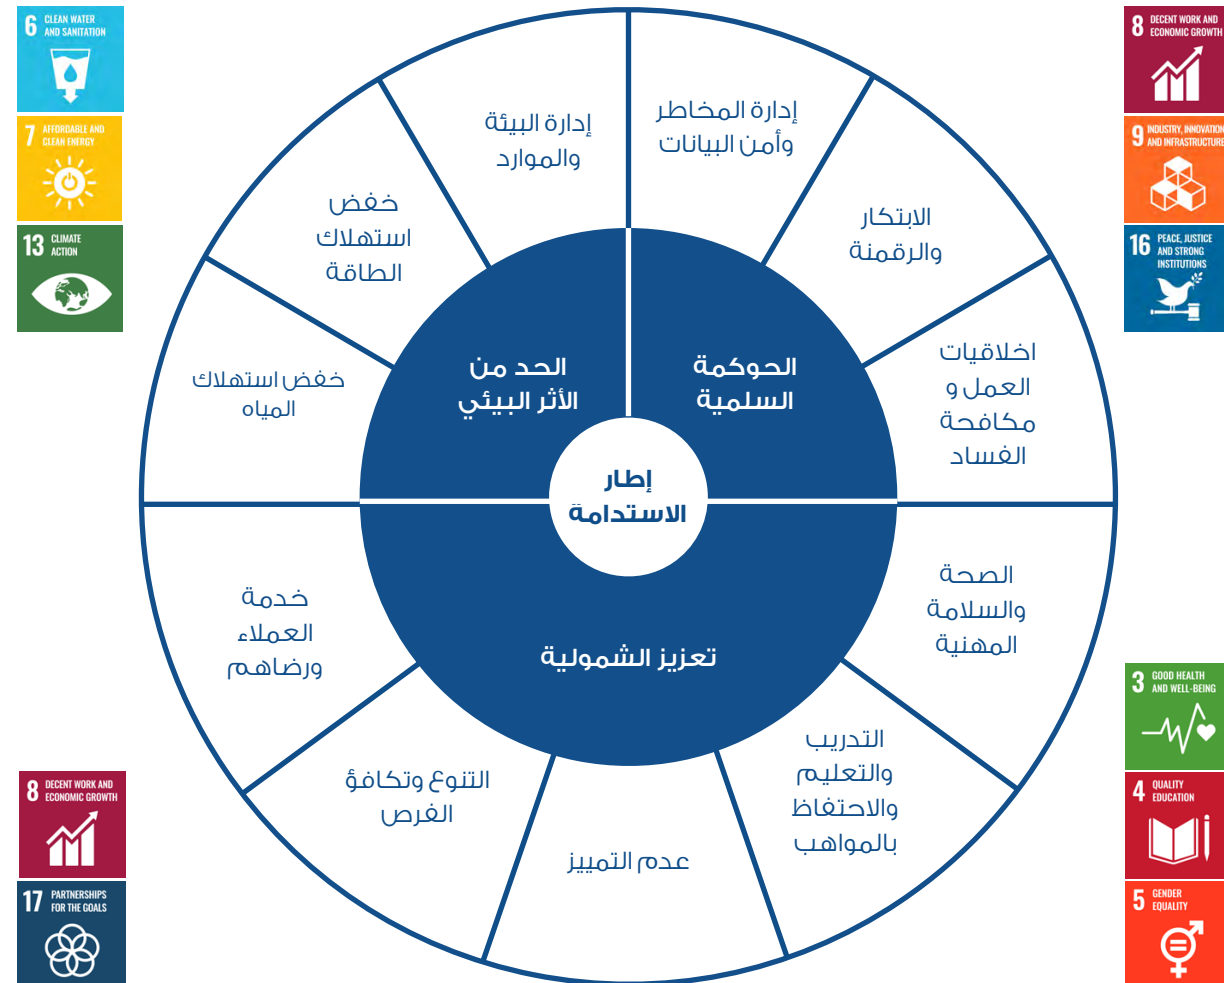 6 CLEAN WATER
AND SANITATION
7 AFFORDABLE AND
CLEAN ENERGY
13 CLIMATE
ACTION
8 DECENT WORK AND
ECONOMIC GROWTH
9 INDUSTRY, INNOVATION
AND INFRASTRUCTURE
16 PEACE, JUSTICE
AND STRONG
INSTITUTIONS
إدارة المخاطر
وأمن البيانات
الابتكار
والرقمنة
اخلاقيات
العمل و
مكافحة
الفساد
إدارة البيئة
والموارد
خفض
استهلاك
الطاقة
خفض استهلاك
المياه
الحوكمة
السلمية
الحد من
الأثر البيئي
إطار
الاستدامة
تعزيز الشمولية
الصحة
والسلامة
المهنية
التدريب
والتعليم
والاحتفاظ
بالمواهب
عدم التمييز
التنوع وتكافؤ
الفرص
خدمة
العملاء
ورضاهم
3 GOOD HEALTH
AND WELL-BEING
4 QUALITY
EDUCATION
5 GENDER
EQUALITY
8 DECENT WORK AND
ECONOMIC GROWTH
17 PARTNERSHIPS
FOR THE GOALS